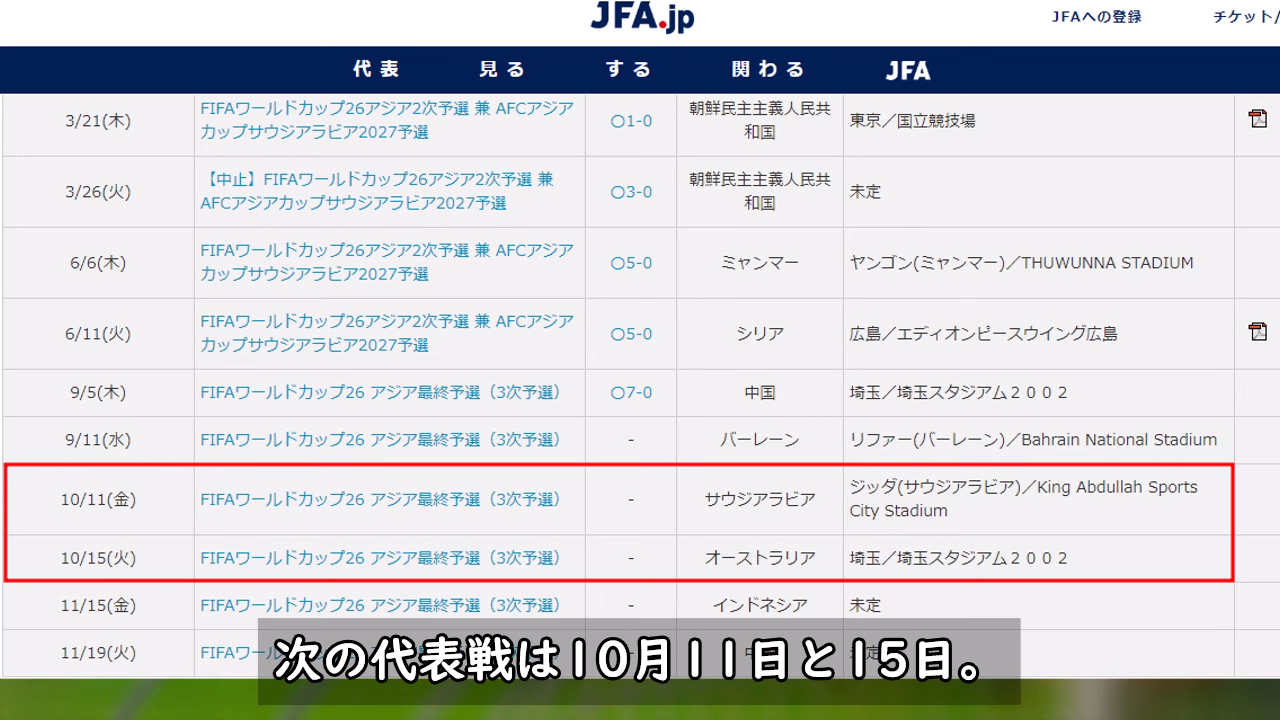 JFA.jp
JFAへの登録 チケット/
代表 見る する 関わる JFA
3/21(木) FIFAワールドカップ26アジア2次予選 兼 AFCアジア 〇1-0 朝鮮民主主義人民共 東京／国立競技場
カップサウジアラビア2027予選 和国
3/26(火) 【中止】FIFAワールドカップ26アジア2次予選 兼 〇3-0 朝鮮民主主義人民共 未定
AFCアジアカップサウジアラビア2027予選 和国
6/6(木) FIFAワールドカップ26アジア2次予選 兼 AFCアジア 〇5-0 ミャンマー ヤンゴン(ミャンマー)／THUWUNNA STADIUM
カップサウジアラビア2027予選
6/11(火) FIFAワールドカップ26アジア2次予選 兼 AFCアジア 〇5-0 シリア 広島／エディオンピースウイング広島
カップサウジアラビア2027予選
9/5(木) FIFAワールドカップ26 アジア最終予選（3次予選） 〇7-0 中国 埼玉／埼玉スタジアム２００２
9/11(水) FIFAワールドカップ26 アジア最終予選（3次予選） - バーレーン リファー(バーレーン)／Bahrain National Stadium
10/11(金) FIFAワールドカップ26 アジア最終予選（3次予選） - サウジアラビア ジッダ(サウジアラビア)／King Abdullah Sports
City Stadium
10/15(火) FIFAワールドカップ26 アジア最終予選（3次予選） - オーストラリア 埼玉／埼玉スタジアム２００２
11/15(金) FIFAワールドカップ26 アジア最終予選（3次予選） - インドネシア 未定
11/19(火) FIFAワ
次の代表戦は10月11日と15日。